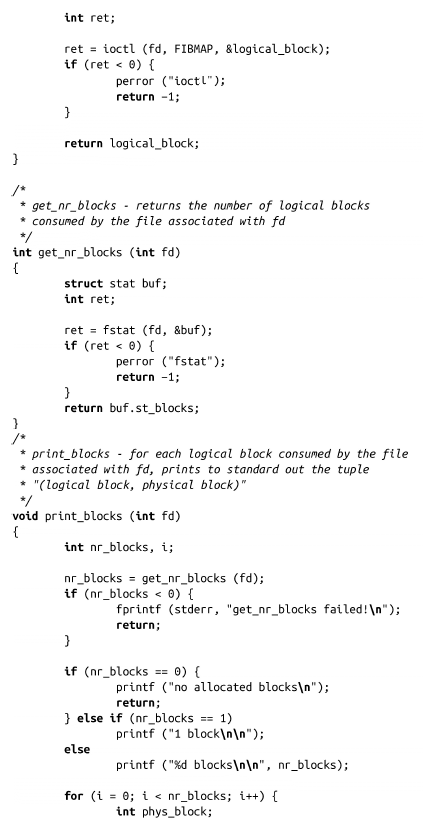 int ret;
ret = ioctl (fd, FIBMAP, &logical_block);
if (ret < 0) {
perror ("ioctl");
return -1;
}
return logical_block;
}
/*
* get_nr_blocks - returns the number of logical blocks
* consumed by the file associated with fd
*/
int get_nr_blocks (int fd)
{
struct stat buf;
int ret;
ret = fstat (fd, &buf);
if (ret < 0) {
perror ("fstat");
return -1;
}
return buf.st_blocks;
}
/*
* print_blocks - for each logical block consumed by the file
* associated with fd, prints to standard out the tuple
* "(logical block, physical block)"
*/
void print_blocks (int fd)
{
int nr_blocks, i;
nr_blocks = get_nr_blocks (fd);
if (nr_blocks < 0) {
fprintf (stderr, "get_nr_blocks failed!\n");
return;
}
if (nr_blocks == 0) {
printf ("no allocated blocks\n");
return;
} else if (nr_blocks == 1)
printf ("1 block\n\n");
else
printf ("%d blocks\n\n", nr_blocks);
for (i = 0; i < nr_blocks; i++) {
int phys_block;